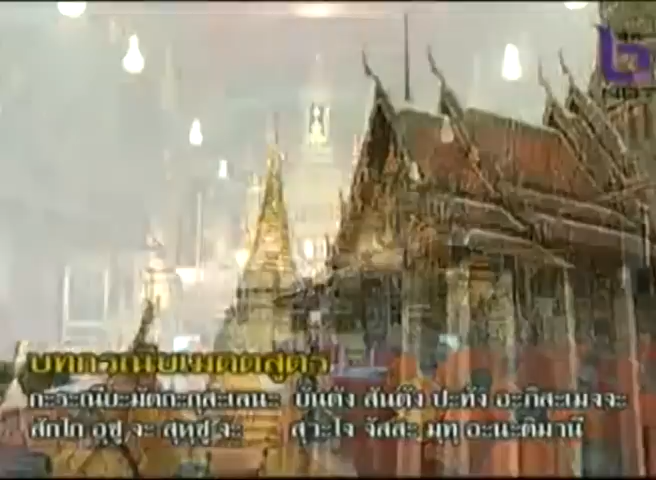 NBT
บทกรณียเมตตสูตร
กะระณียะมัตถะกุสะเลนะ ยันตัง สันตัง ปะทัง อะภิสะเมจจะ
สักโก อุชู จะ สุหุชู จะ สุวะโจ จัสสะ มุทุ อะนะติมานี